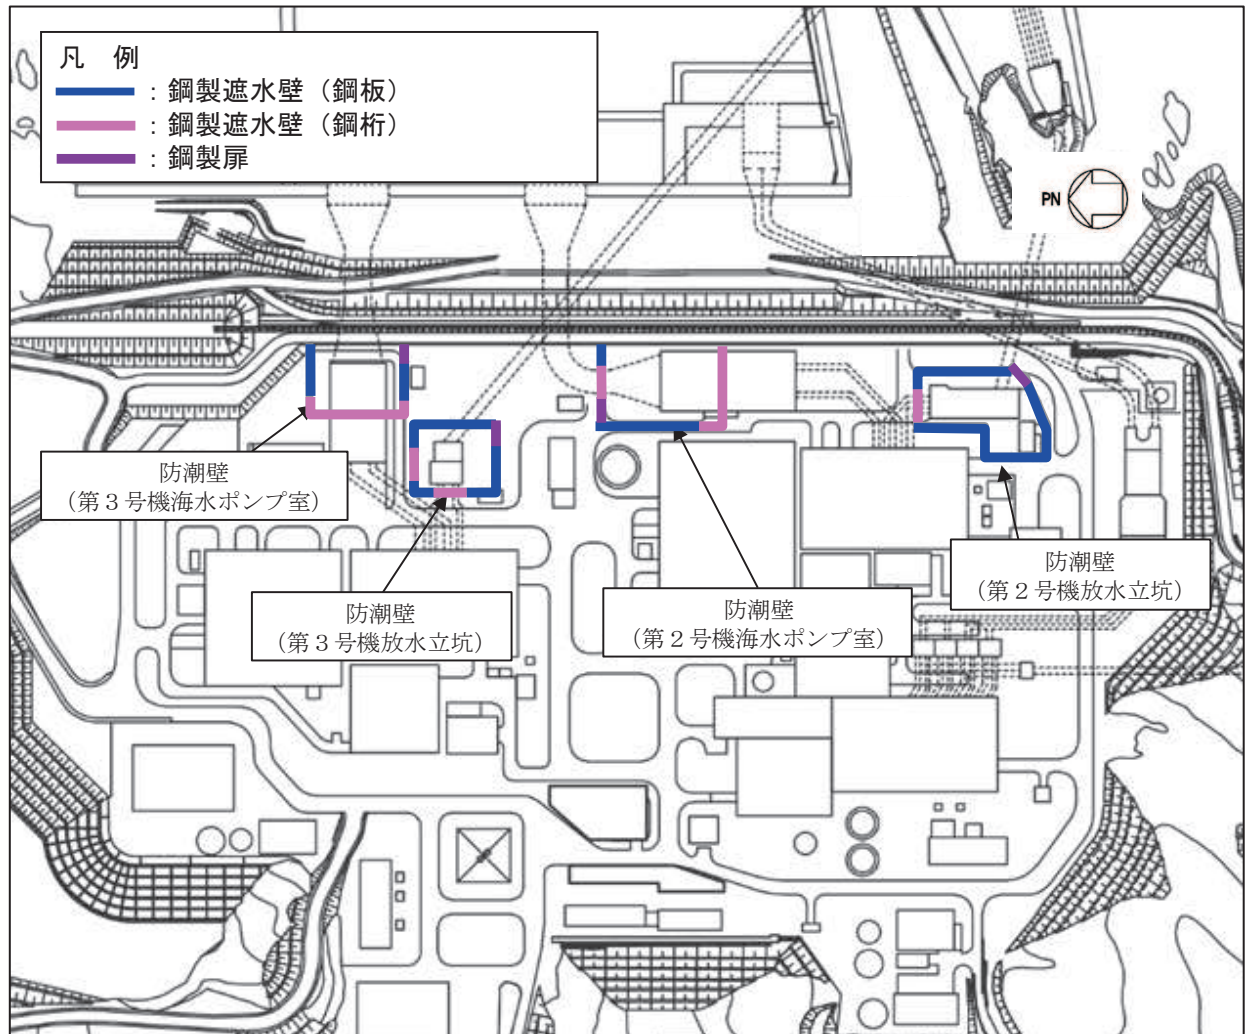 凡　例
：鋼製遮水壁（鋼板）
：鋼製遮水壁（鋼桁）
：鋼製扉
PN
防潮壁
（第３号機海水ポンプ室）
防潮壁
（第３号機放水立坑）
防潮壁
（第２号機海水ポンプ室）
防潮壁
（第２号機放水立坑）